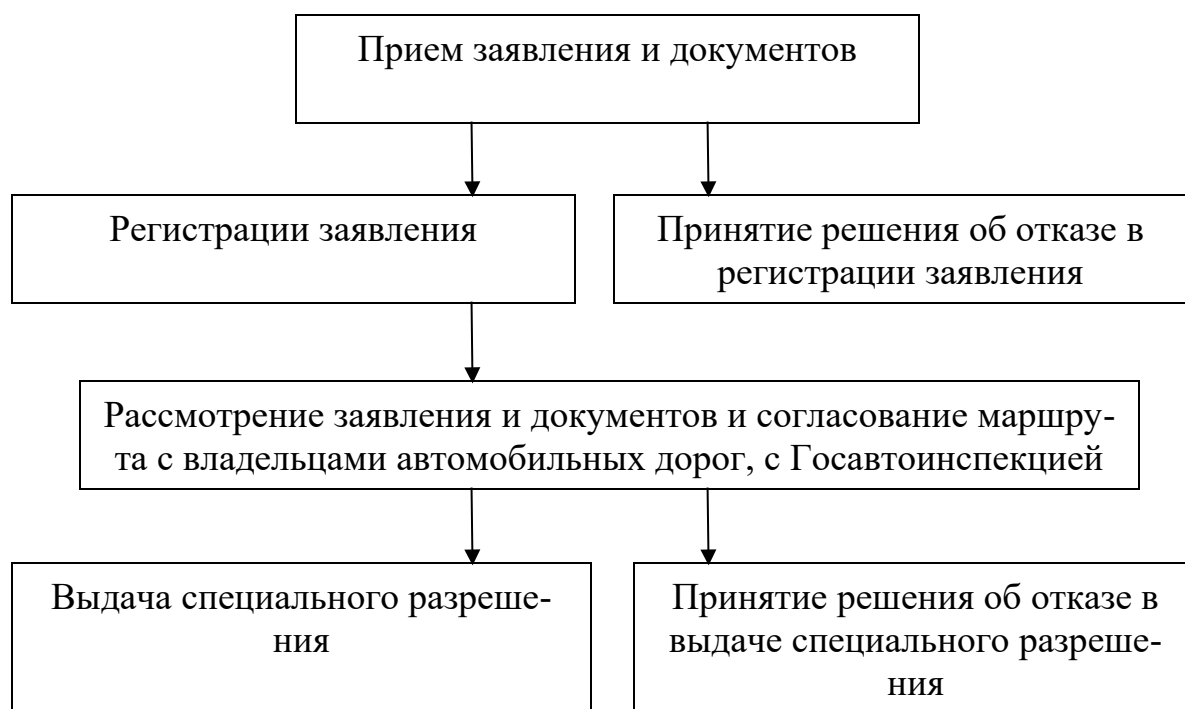 Прием заявления и документов
Регистрации заявления
Принятие решения об отказе в
регистрации заявления
Рассмотрение заявления и документов и согласование маршру-
та с владельцами автомобильных дорог, с Госавтоинспекцией
Выдача специального разреше-
ния
Принятие решения об отказе в
выдаче специального разреше-
ния